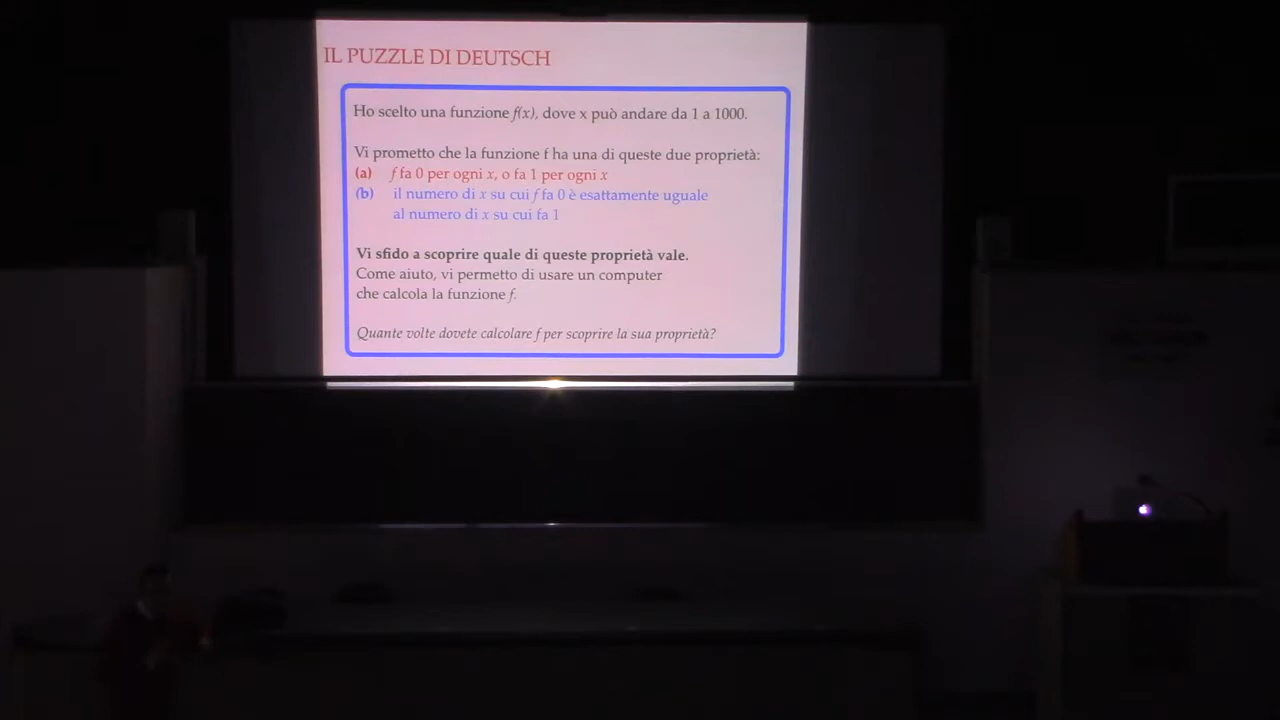 IL PUZZLE DI DEUTSCH
Ho scelto una funzione f(x), dove x può andare da 1 a 1000.
Vi prometto che la funzione f ha una di queste due proprietà:
(a) f fa 0 per ogni x, o fa 1 per ogni x
(b) il numero di x su cui f fa 0 è esattamente uguale
al numero di x su cui fa 1
Vi sfido a scoprire quale di queste proprietà vale.
Come aiuto, vi permetto di usare un computer
che calcola la funzione f.
Quante volte dovete calcolare f per scoprire la sua proprietà?